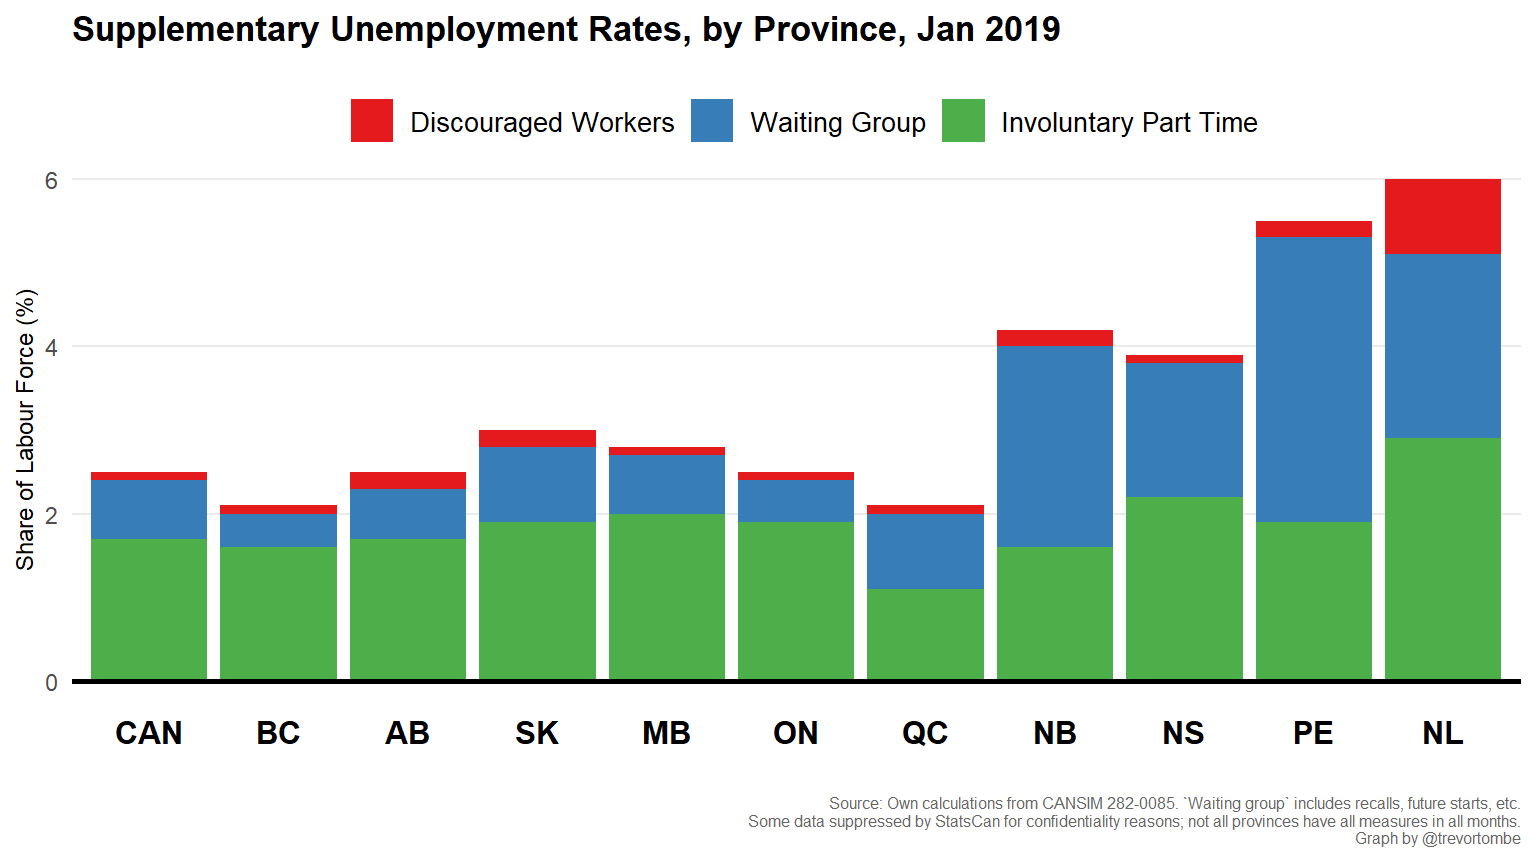 Supplementary Unemployment Rates, by Province, Jan 2019
Discouraged Workers Waiting Group Involuntary Part Time
Share of Labour Force (%)
6
4
2
0
CAN BC AB SK MB ON QC NB NS PE NL
Source: Own calculations from CANSIM 282-0085. `Waiting group` includes recalls, future starts, etc.
Some data suppressed by StatsCan for confidentiality reasons; not all provinces have all measures in all months.
Graph by @trevortombe